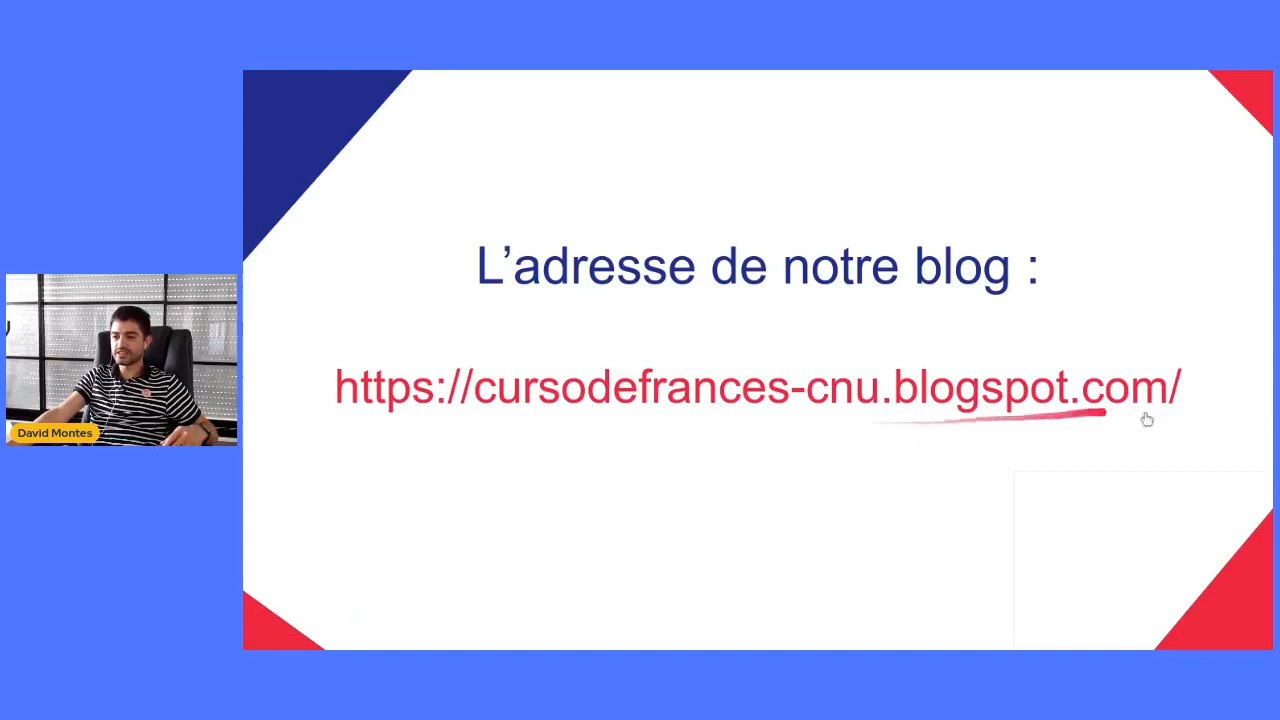 L’adresse de notre blog :
https://cursodefrances-cnu.blogspot.com/
David Montes